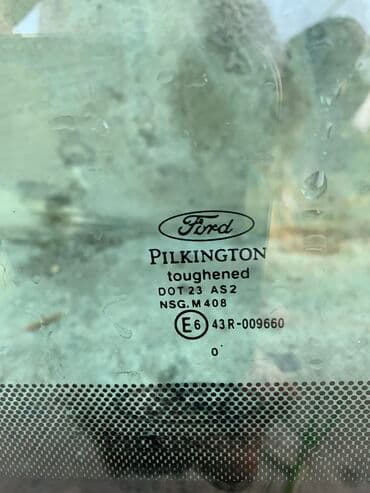 Ford
PILKINGTON
toughened
DOT 23 AS2
NSG. M408
E6 43R-009660
0'